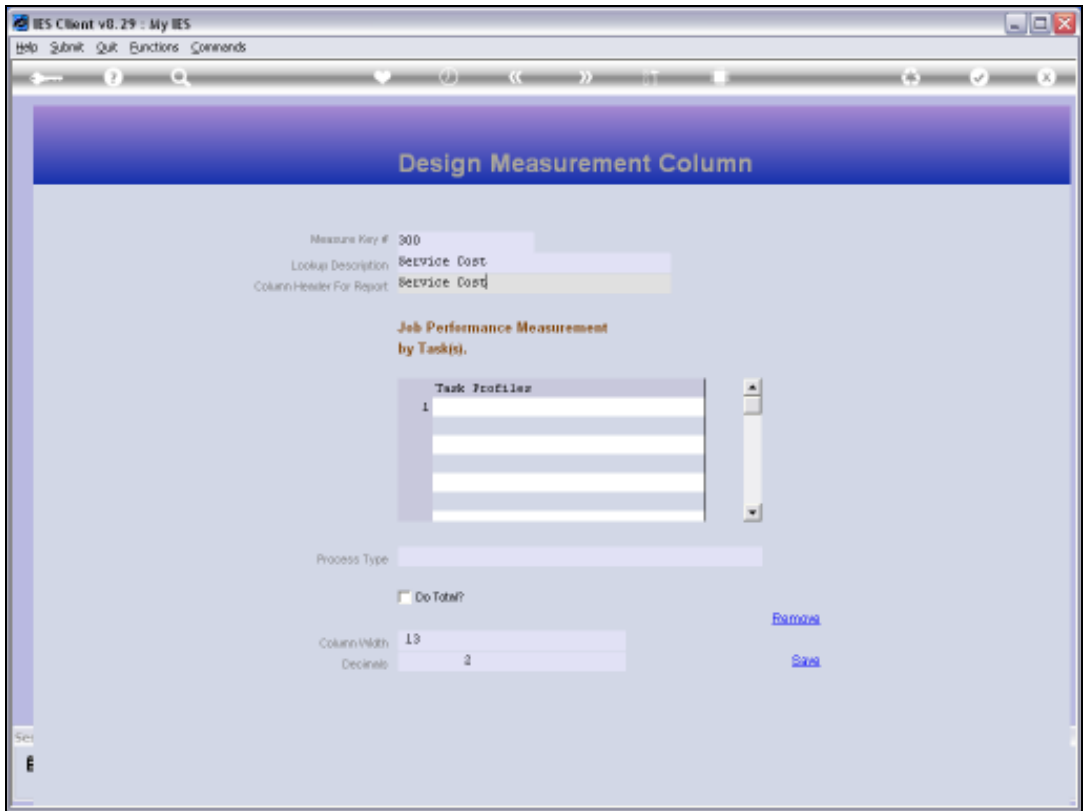 IES Client v8.29 : My IES
Help Submit Quit Functions Commands
Design Measurement Column
Measure Key # 300
Lookup Description Service Cost
Column Header For Report Service Cost
Job Performance Measurement
by Task(s).
Task Profiles
1
Process Type
Do Total?
Remove
Column Width 13
Decimals 2
Save
Ses